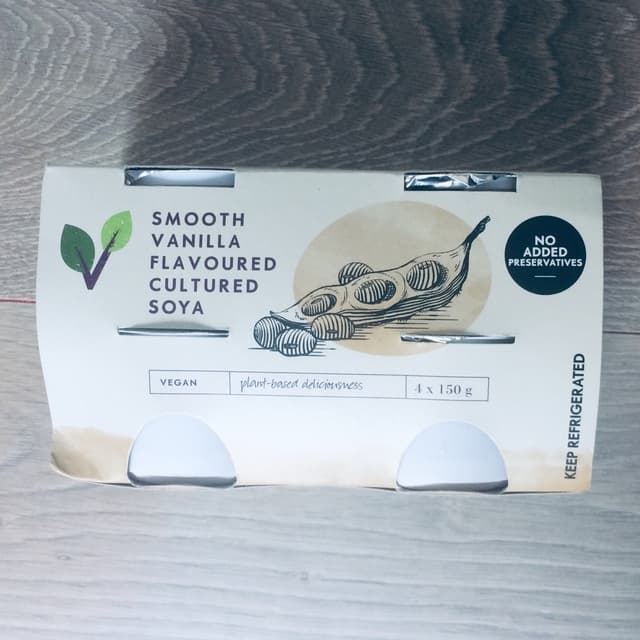 SMOOTH
VANILLA
FLAVOURED
CULTURED
SOYA
NO
ADDED
PRESERVATIVES
VEGAN
plant-based deliciousness
4 x 150 g
KEEP REFRIGERATED